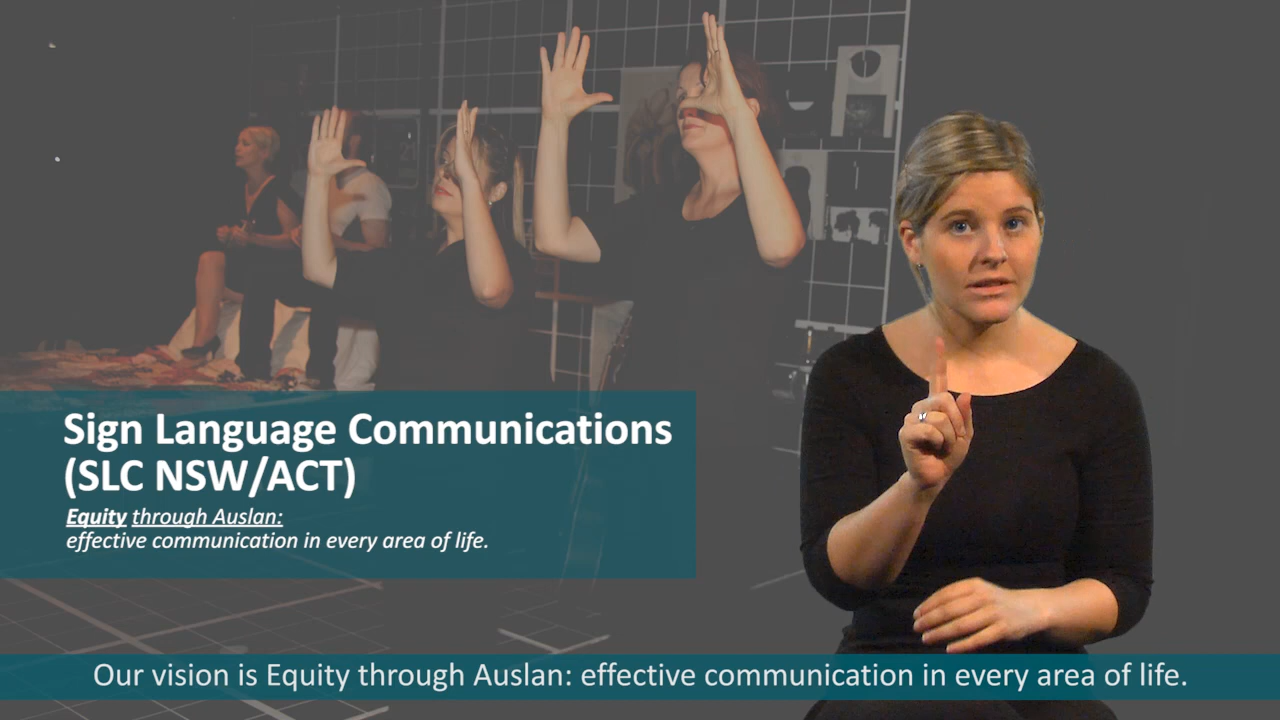 Sign Language Communications
(SLC NSW/ACT)
Equity through Auslan:
effective communication in every area of life.
Our vision is Equity through Auslan: effective communication in every area of life.